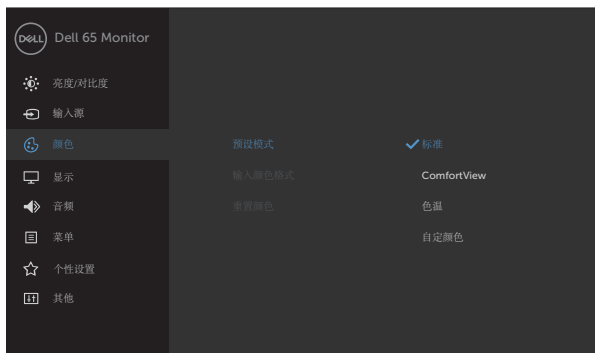 DELL Dell 65 Monitor
亮度/对比度
输入源
颜色
预设模式
标准
显示
输入颜色格式
ComfortView
音频
重置颜色
色温
菜单
自定颜色
个性设置
其他